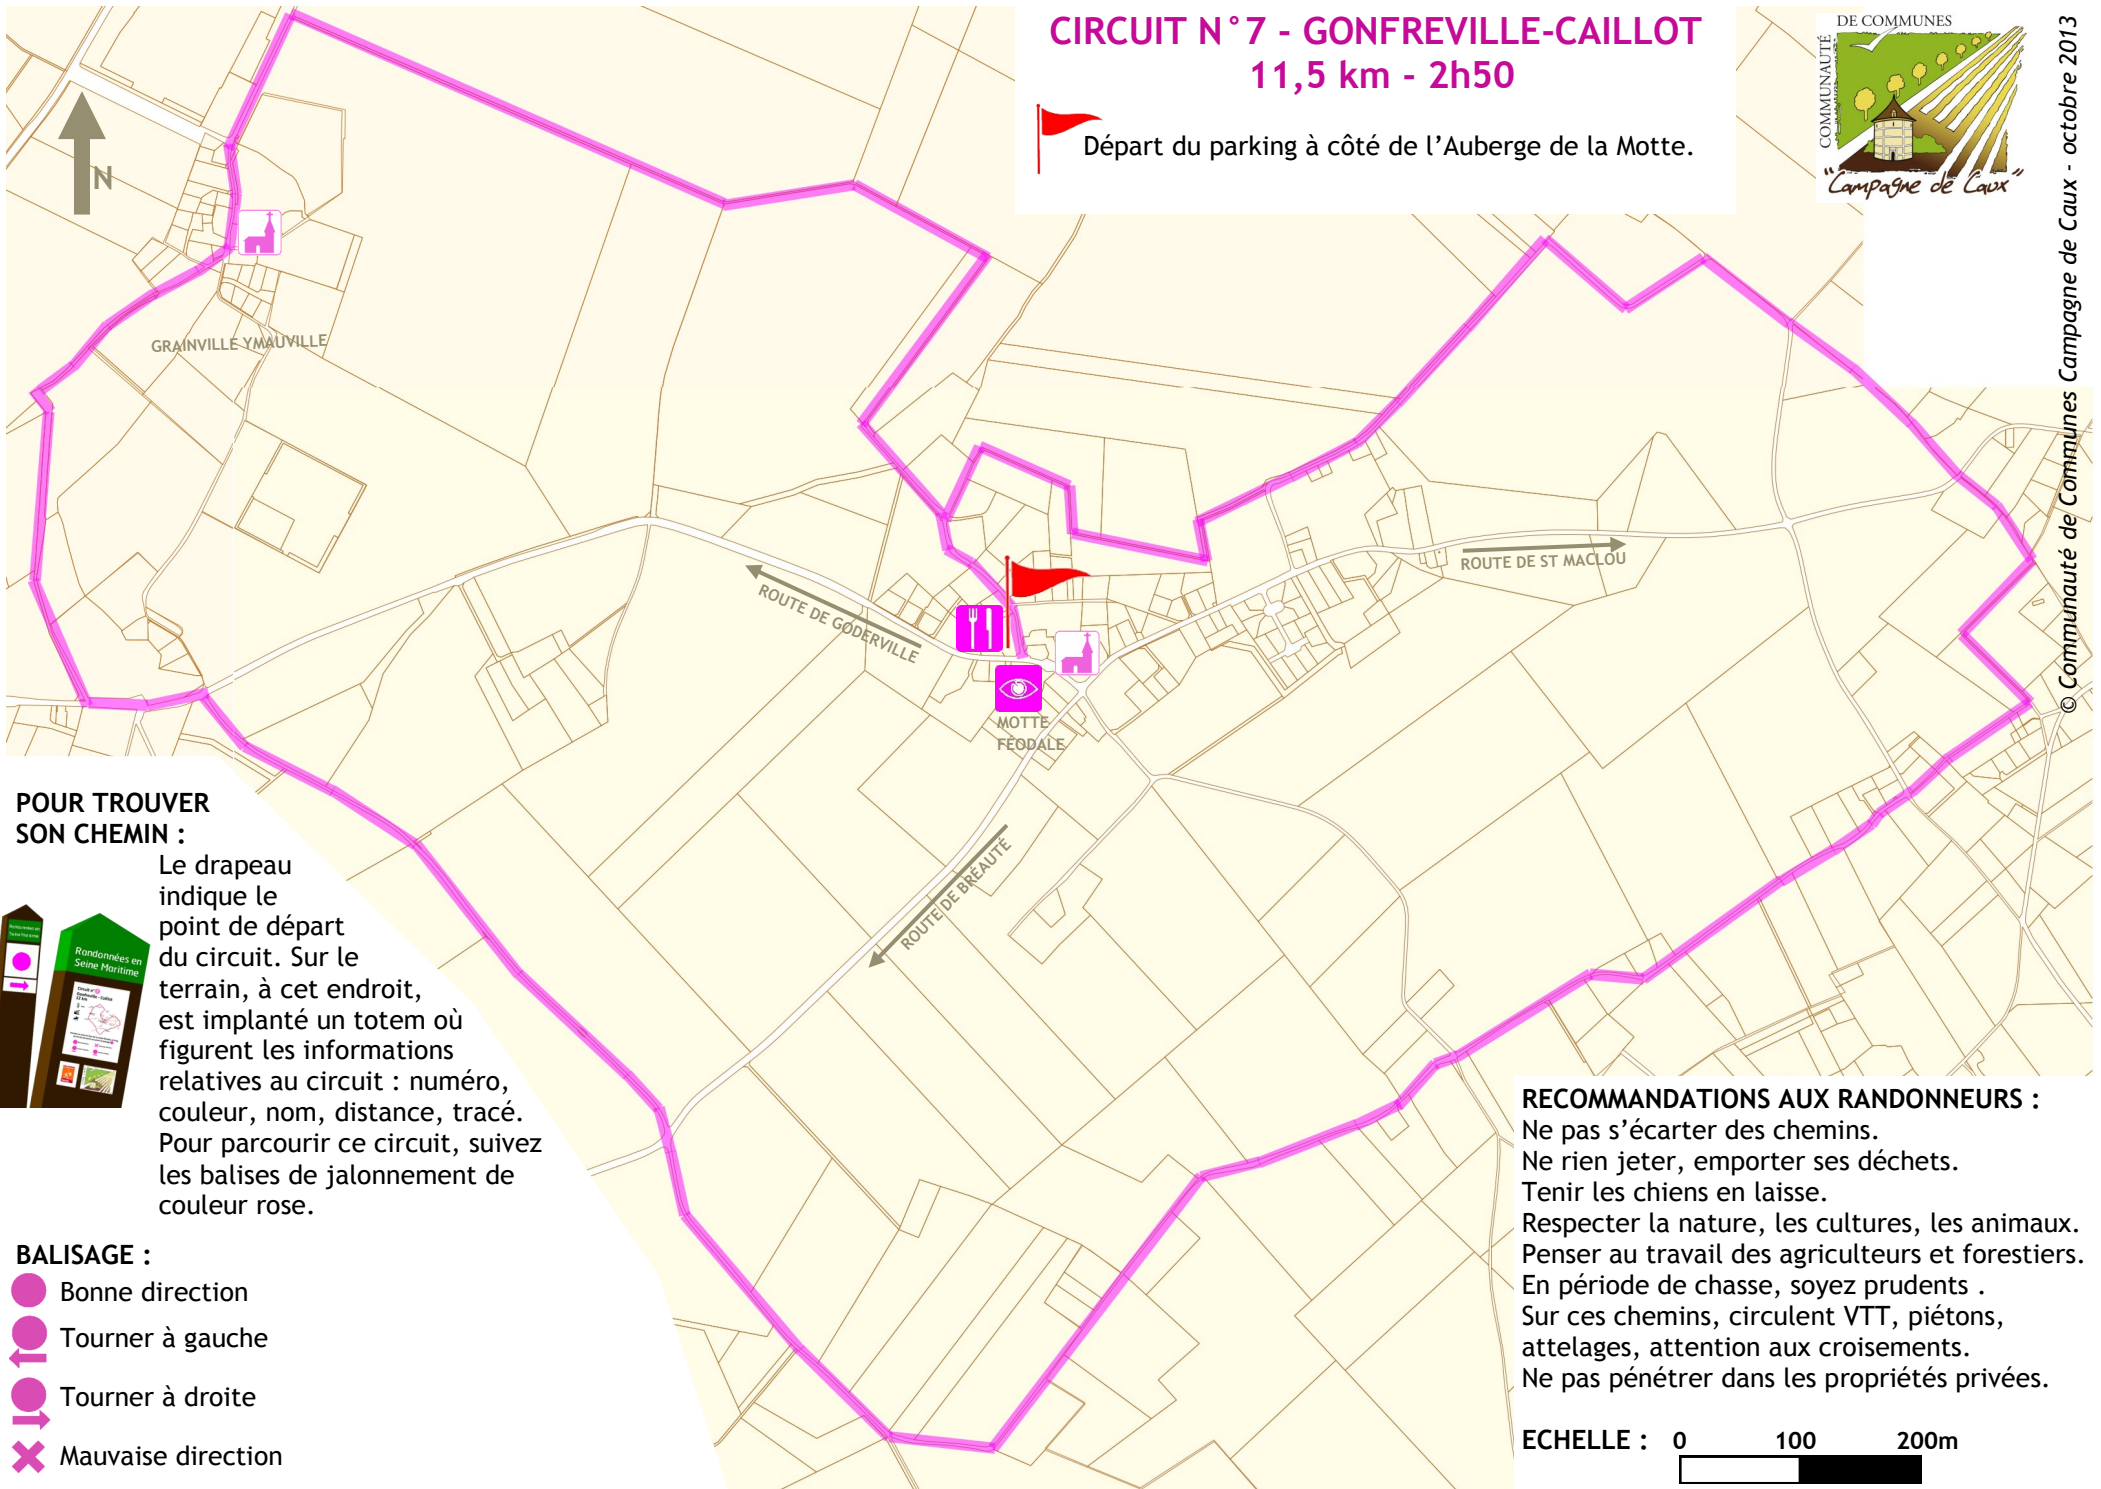 CIRCUIT N°7 - GONFREVILLE-CAILLOT
11,5 km - 2h50
Départ du parking à côté de l'Auberge de la Motte.
COMMUNAUTÉ
DE COMMUNES
"Campagne de Caux"
© Communauté de Communes Campagne de Caux - octobre 2013
N
GRAINVILLE YMAUVILLE
ROUTE DE GODERVILLE
ROUTE DE ST MACLOU
MOTTE
FÉODALE
ROUTE DE BRÉAUTÉ
POUR TROUVER
SON CHEMIN :
Le drapeau
indique le
point de départ
du circuit. Sur le
terrain, à cet endroit,
est implanté un totem où
figurent les informations
relatives au circuit : numéro,
couleur, nom, distance, tracé.
Pour parcourir ce circuit, suivez
les balises de jalonnement de
couleur rose.
Randonnées en
Seine Maritime
BALISAGE :
Bonne direction
Tourner à gauche
Tourner à droite
Mauvaise direction
RECOMMANDATIONS AUX RANDONNEURS :
Ne pas s'écarter des chemins.
Ne rien jeter, emporter ses déchets.
Tenir les chiens en laisse.
Respecter la nature, les cultures, les animaux.
Penser au travail des agriculteurs et forestiers.
En période de chasse, soyez prudents .
Sur ces chemins, circulent VTT, piétons,
attelages, attention aux croisements.
Ne pas pénétrer dans les propriétés privées.
ECHELLE : 0 100 200m